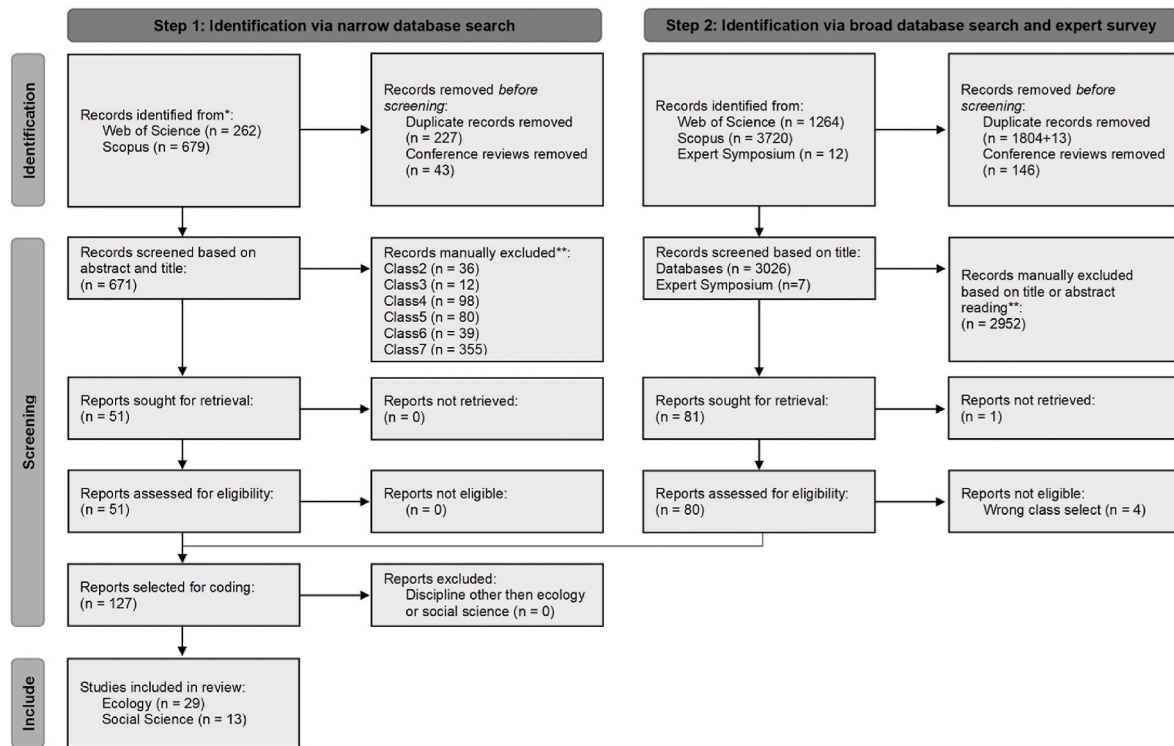 Step 1: Identification via narrow database search
Step 2: Identification via broad database search and expert survey
Identification
Records identified from*:
Web of Science (n = 262)
Scopus (n = 679)
Records removed before
screening:
Duplicate records removed
(n = 227)
Conference reviews removed
(n = 43)
Records identified from:
Web of Science (n = 1264)
Scopus (n = 3720)
Expert Symposium (n = 12)
Records removed before
screening:
Duplicate records removed
(n = 1804+13)
Conference reviews removed
(n = 146)
Screening
Records screened based on
abstract and title:
(n = 671)
Records manually excluded**:
Class2 (n = 36)
Class3 (n = 12)
Class4 (n = 98)
Class5 (n = 80)
Class6 (n = 39)
Class7 (n = 355)
Records screened based on title:
Databases (n = 3026)
Expert Symposium (n=7)
Records manually excluded
based on title or abstract
reading**:
(n = 2952)
Reports sought for retrieval:
(n = 51)
Reports not retrieved:
(n = 0)
Reports sought for retrieval:
(n = 81)
Reports not retrieved:
(n = 1)
Reports assessed for eligibility:
(n = 51)
Reports not eligible:
(n = 0)
Reports assessed for eligibility:
(n = 80)
Reports not eligible:
Wrong class select (n = 4)
Reports selected for coding:
(n = 127)
Reports excluded:
Discipline other then ecology
or social science (n = 0)
Include
Studies included in review:
Ecology (n = 29)
Social Science (n = 13)